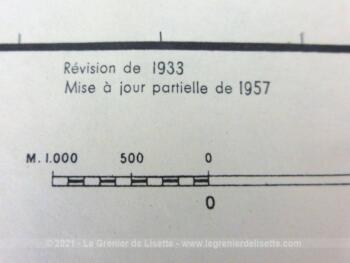 Révision de 1933
Mise à jour partielle de 1957
M. 1.000 500 0
0
©2021 - Le Grenier de Lisette - www.legrenierdelisette.com